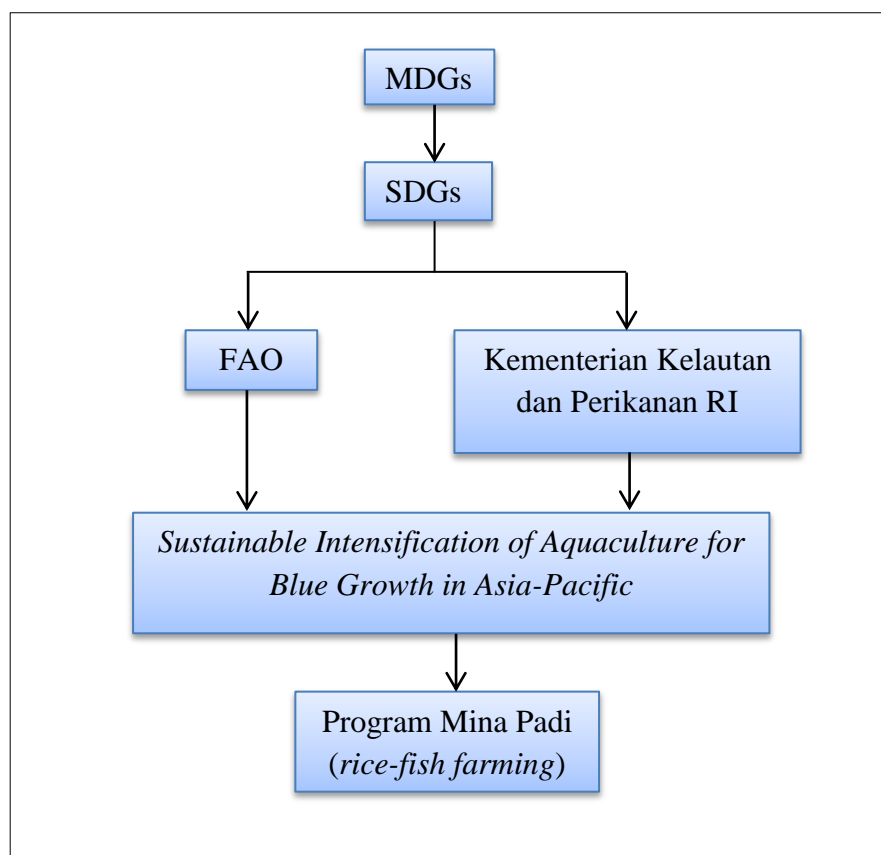 MDGs
SDGs
FAO
Kementerian Kelautan
dan Perikanan RI
Sustainable Intensification of Aquaculture for
Blue Growth in Asia-Pacific
Program Mina Padi
(rice-fish farming)